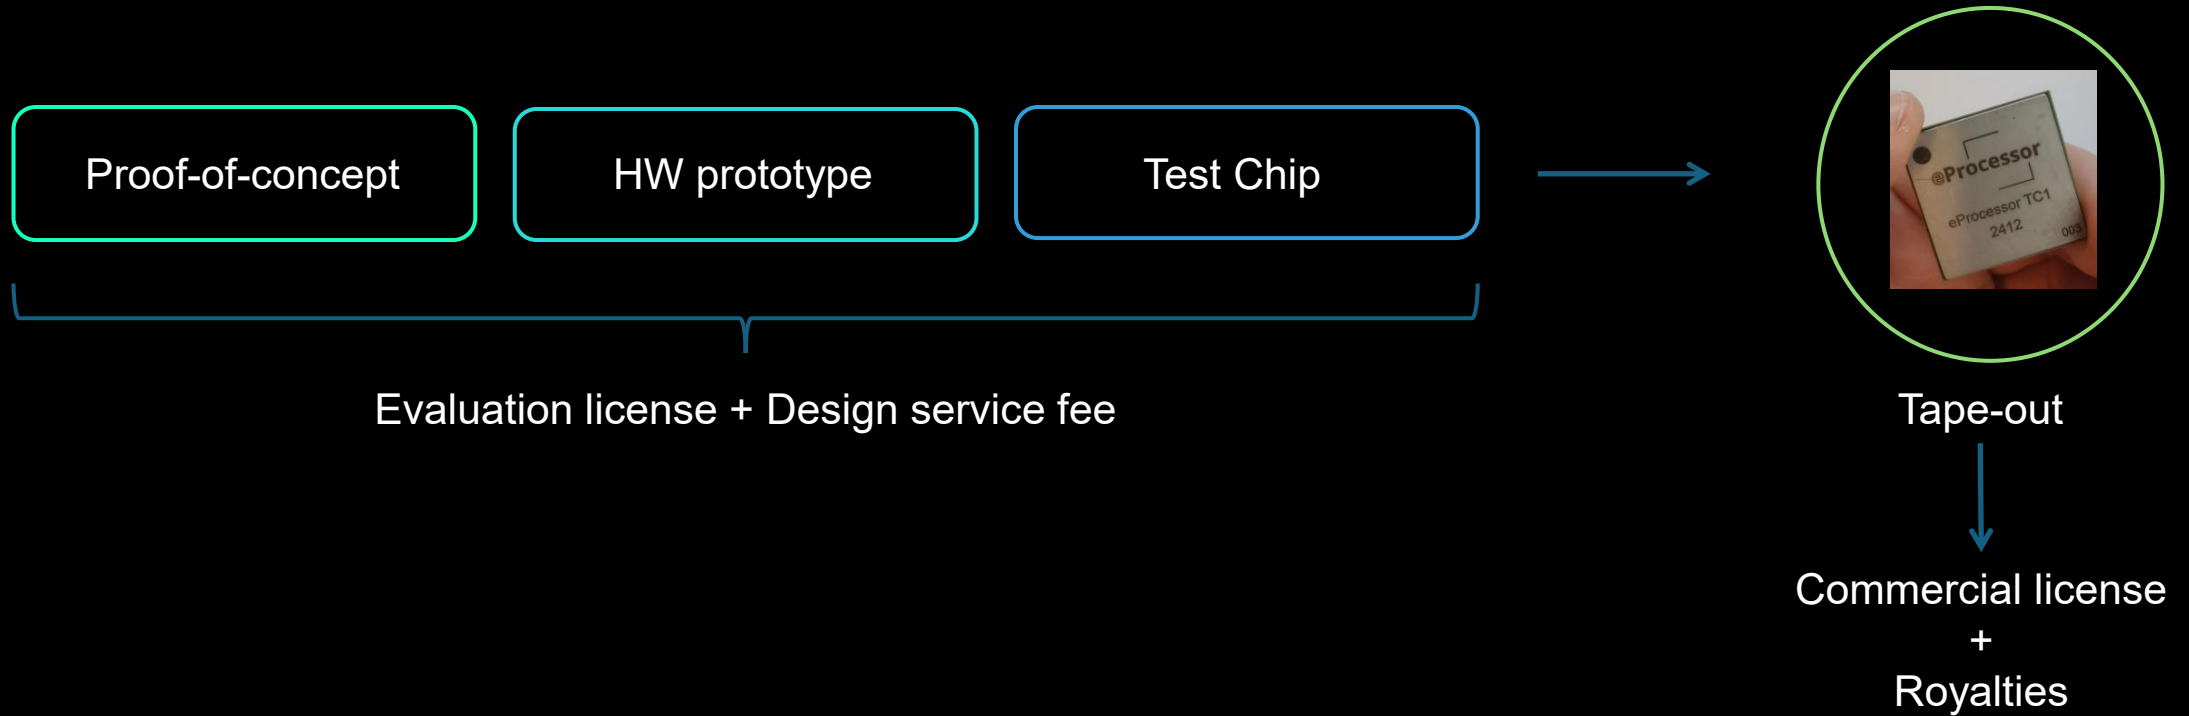 Proof-of-concept
HW prototype
Test Chip
eProcessor
eProcessor TC1
2412
003
Evaluation license + Design service fee
Tape-out
Commercial license
+
Royalties